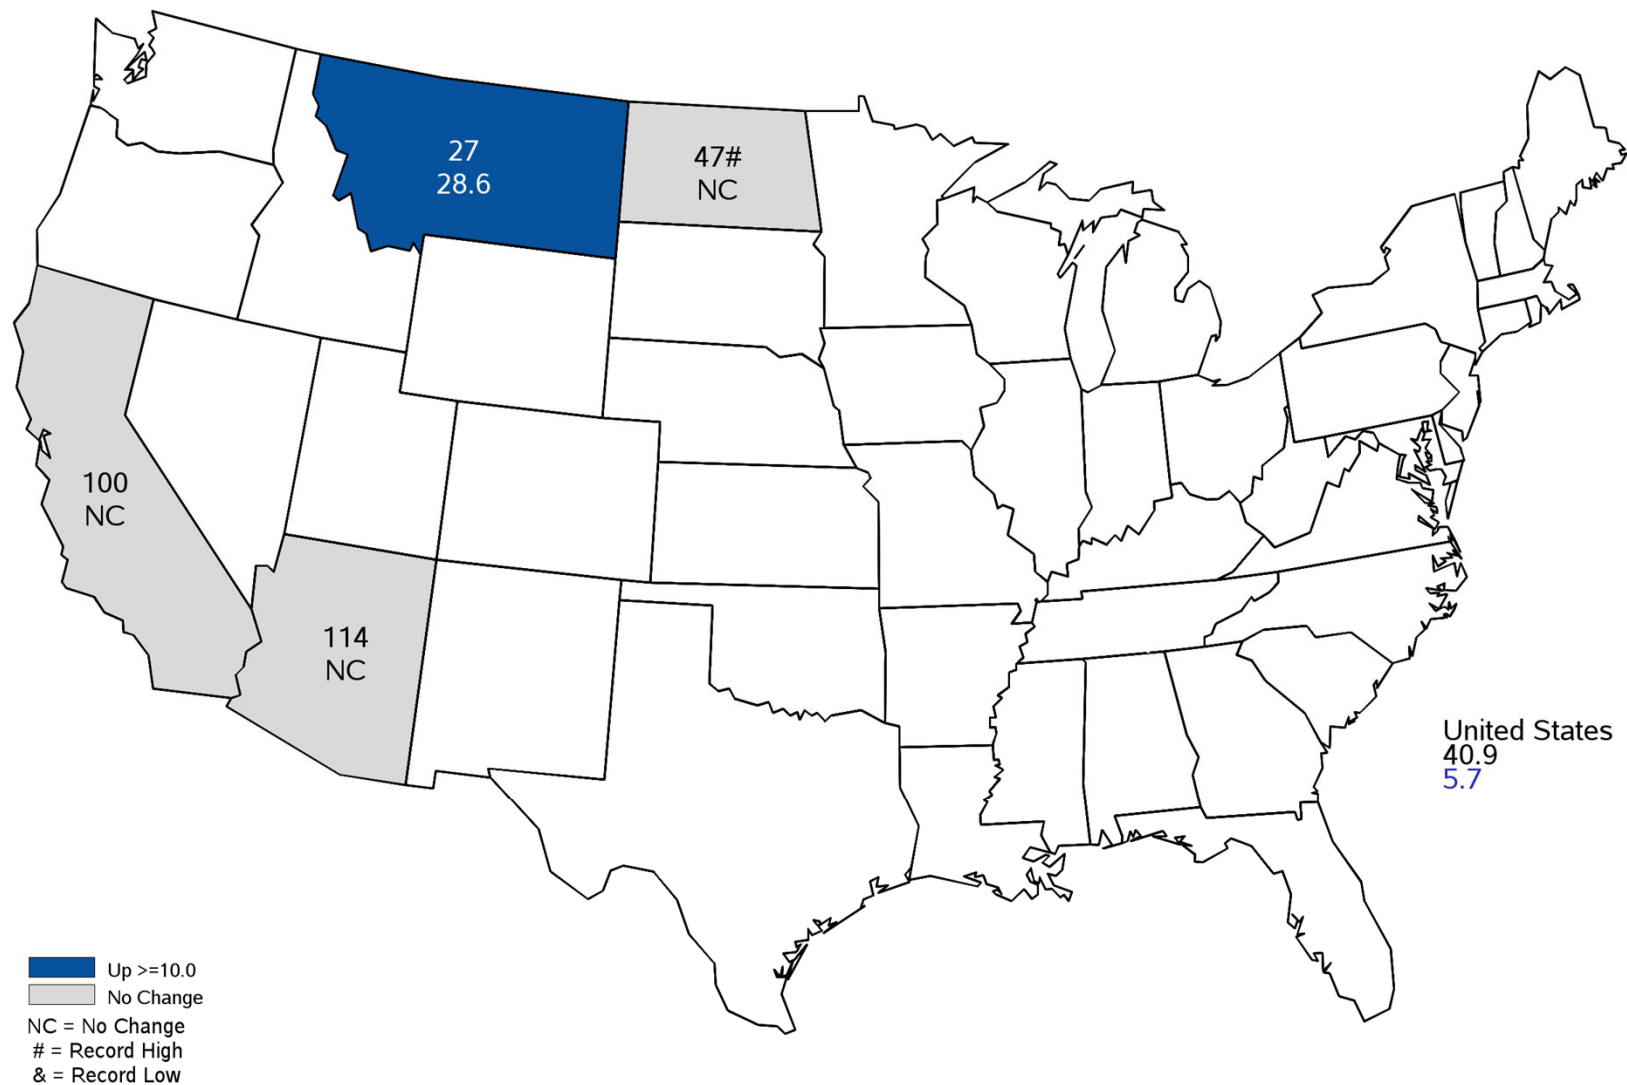 27
28.6
47#
NC
100
NC
114
NC
United States
40.9
5.7
Up >=10.0
No Change
NC = No Change
# = Record High
& = Record Low